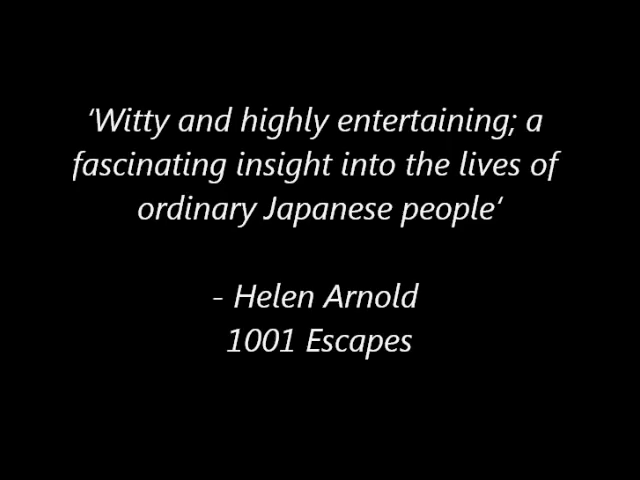 ‘Witty and highly entertaining; a
fascinating insight into the lives of
ordinary Japanese people‘
- Helen Arnold
1001 Escapes